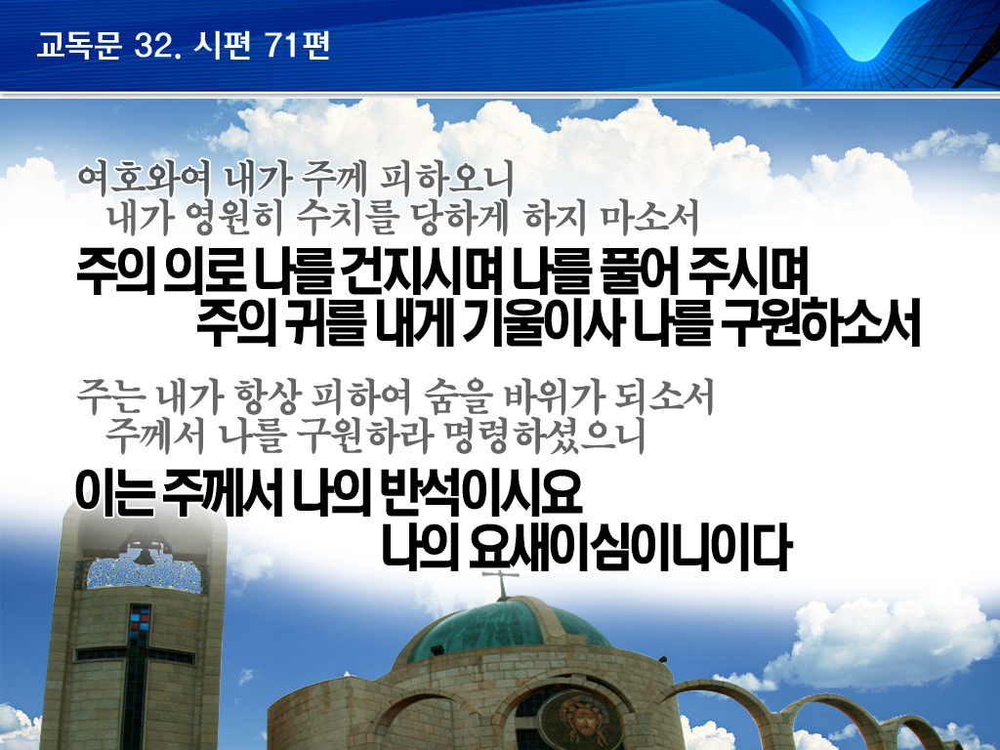 교독문 32. 시편 71편
여호와여 내가 주께 피하오니
내가 영원히 수치를 당하게 하지 마소서
주의 의로 나를 건지시며 나를 풀어 주시며
주의 귀를 내게 기울이사 나를 구원하소서
주는 내가 항상 피하여 숨을 바위가 되소서
주께서 나를 구원하라 명령하셨으니
이는 주께서 나의 반석이시요
나의 요새이심이니이다